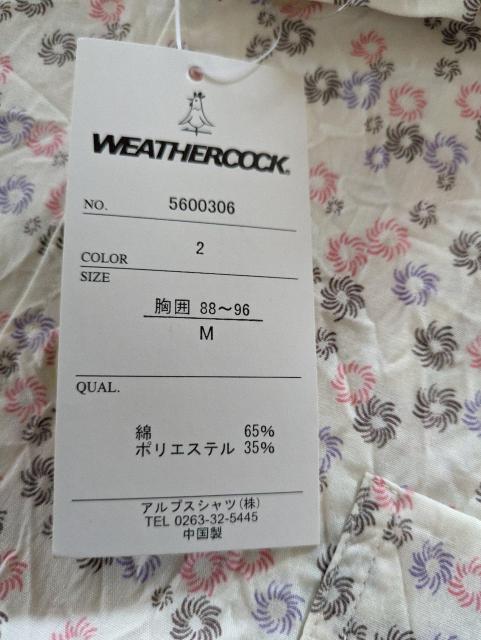 WEATHERCOCK®
NO. 5600306
COLOR 2
SIZE
胸囲 88～96
M
QUAL.
綿 65%
ポリエステル 35%
アルプスシャツ(株)
TEL 0263-32-5445
中国製